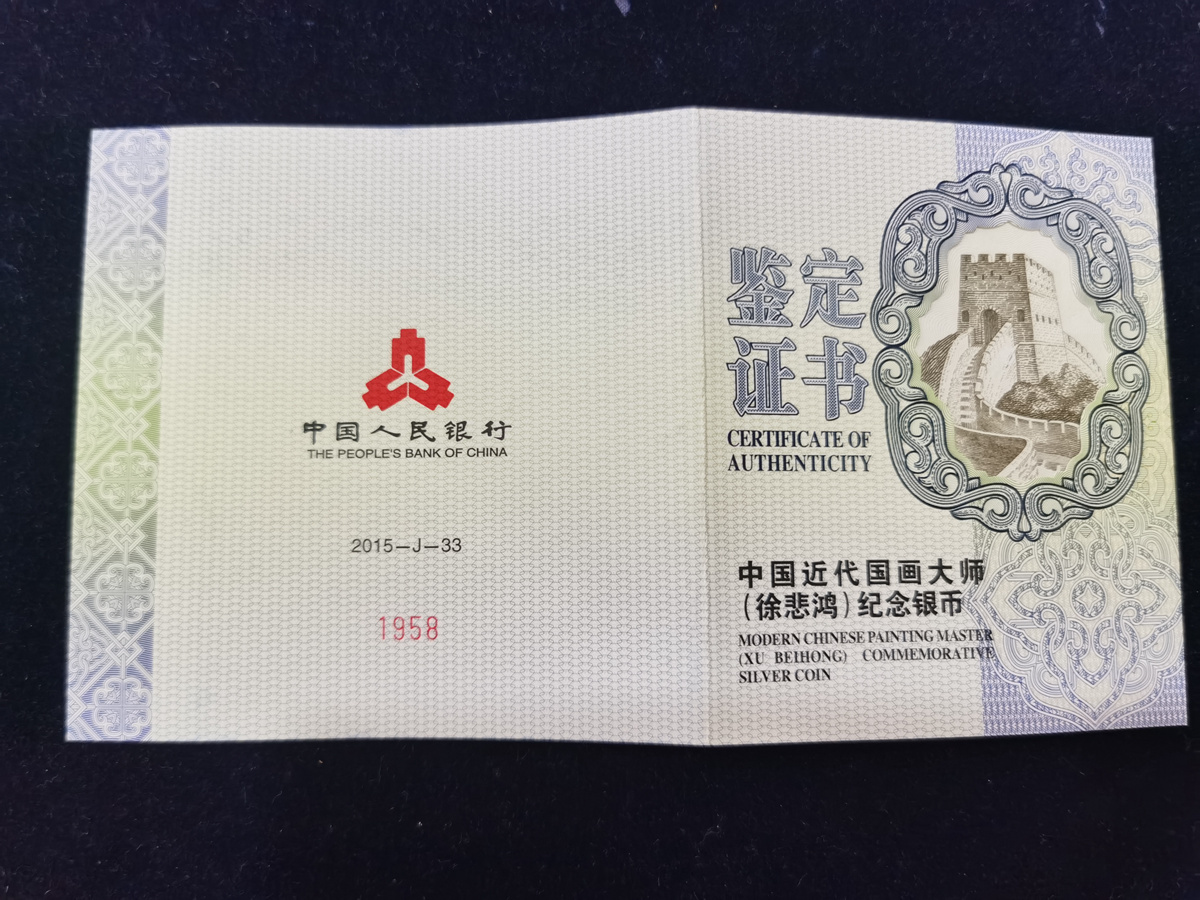 中国人民银行
THE PEOPLE'S BANK OF CHINA
2015—J—33
1958
鉴定
证书
CERTIFICATE OF
AUTHENTICITY
中国近代国画大师
（徐悲鸿）纪念银币
MODERN CHINESE PAINTING MASTER
(XU BEIHONG) COMMEMORATIVE
SILVER COIN